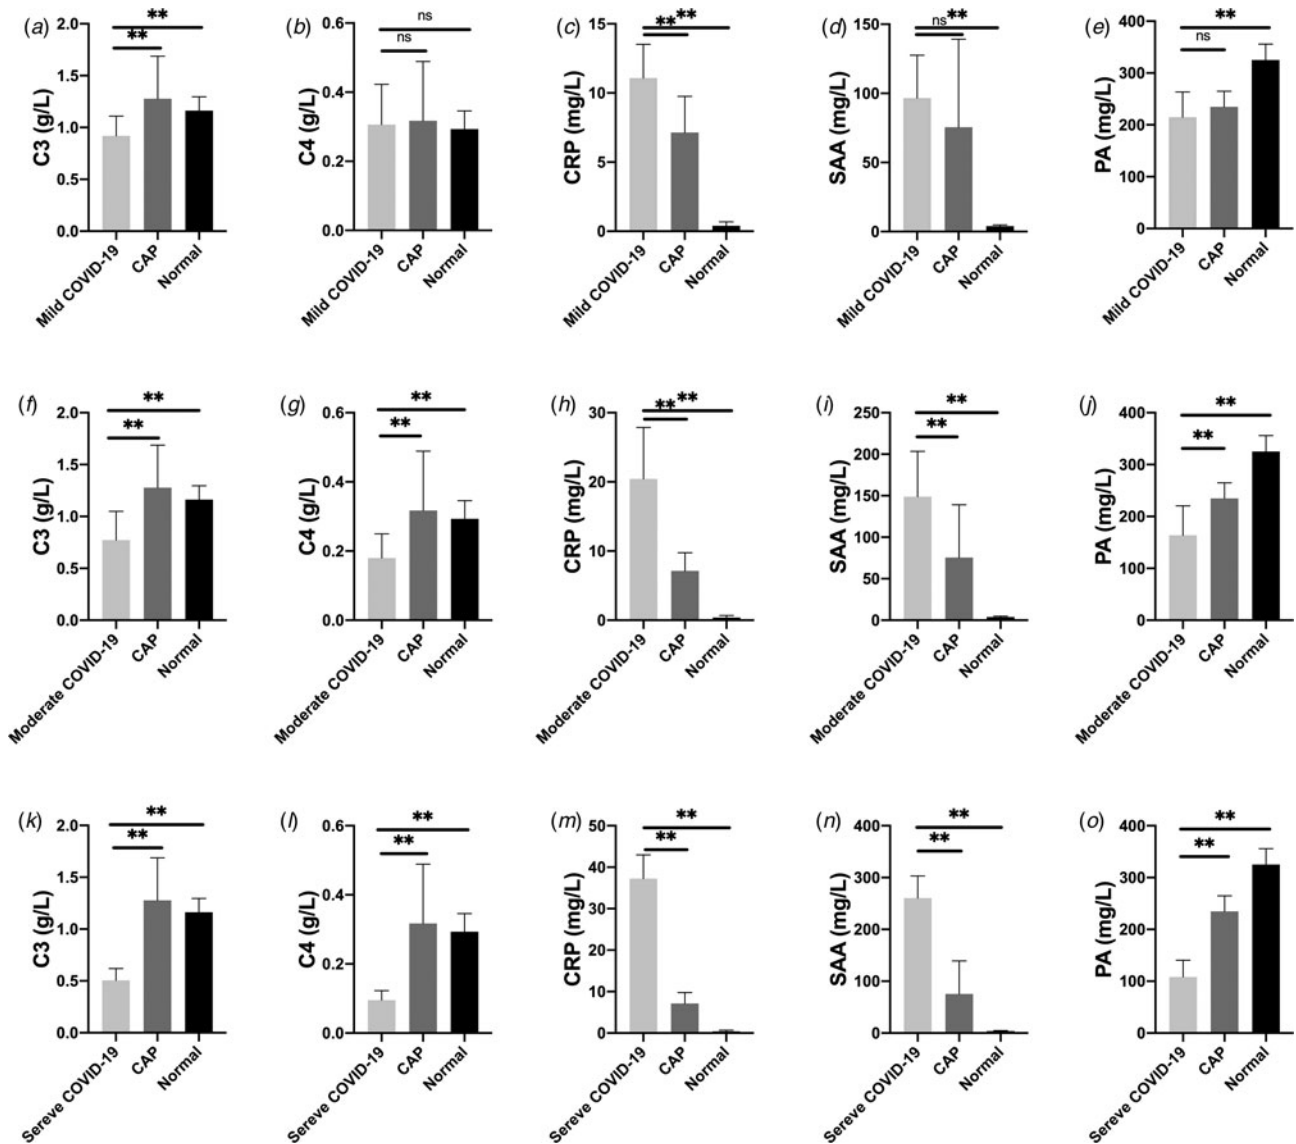 (a) (b) (c) (d) (e)
2.0 ** 0.6 ns 15 ** ** 150 ns ** 400 **
** ns ns
1.5 0.4 10 100 300
1.0 200
0.5 0.2 5 50 100
0.0 0.0 0 0 0
C3 (g/L) C4 (g/L) CRP (mg/L) SAA (mg/L) PA (mg/L)
Mild COVID-19 CAP Normal Mild COVID-19 CAP Normal Mild COVID-19 CAP Normal Mild COVID-19 CAP Normal Mild COVID-19 CAP Normal
(f) (g) (h) (i) (j)
2.0 ** 0.6 ** 30 ** ** 250 ** 400 **
** ** ** **
1.5 0.4 20 200 300
1.0 150 200
0.5 0.2 10 100 100
0.0 0.0 0 50 0
0
C3 (g/L) C4 (g/L) CRP (mg/L) SAA (mg/L) PA (mg/L)
Moderate COVID-19 CAP Normal Moderate COVID-19 CAP Normal Moderate COVID-19 CAP Normal Moderate COVID-19 CAP Normal Moderate COVID-19 CAP Normal
(k) (l) (m) (n) (o)
2.0 ** 0.6 ** 50 ** 400 ** 400 **
** ** ** ** **
1.5 0.4 40 300 300
1.0 30 200 200
0.5 0.2 20 100 100
0.0 0.0 10 0 0
0
C3 (g/L) C4 (g/L) CRP (mg/L) SAA (mg/L) PA (mg/L)
Sereve COVID-19 CAP Normal Sereve COVID-19 CAP Normal Sereve COVID-19 CAP Normal Sereve COVID-19 CAP Normal Sereve COVID-19 CAP Normal